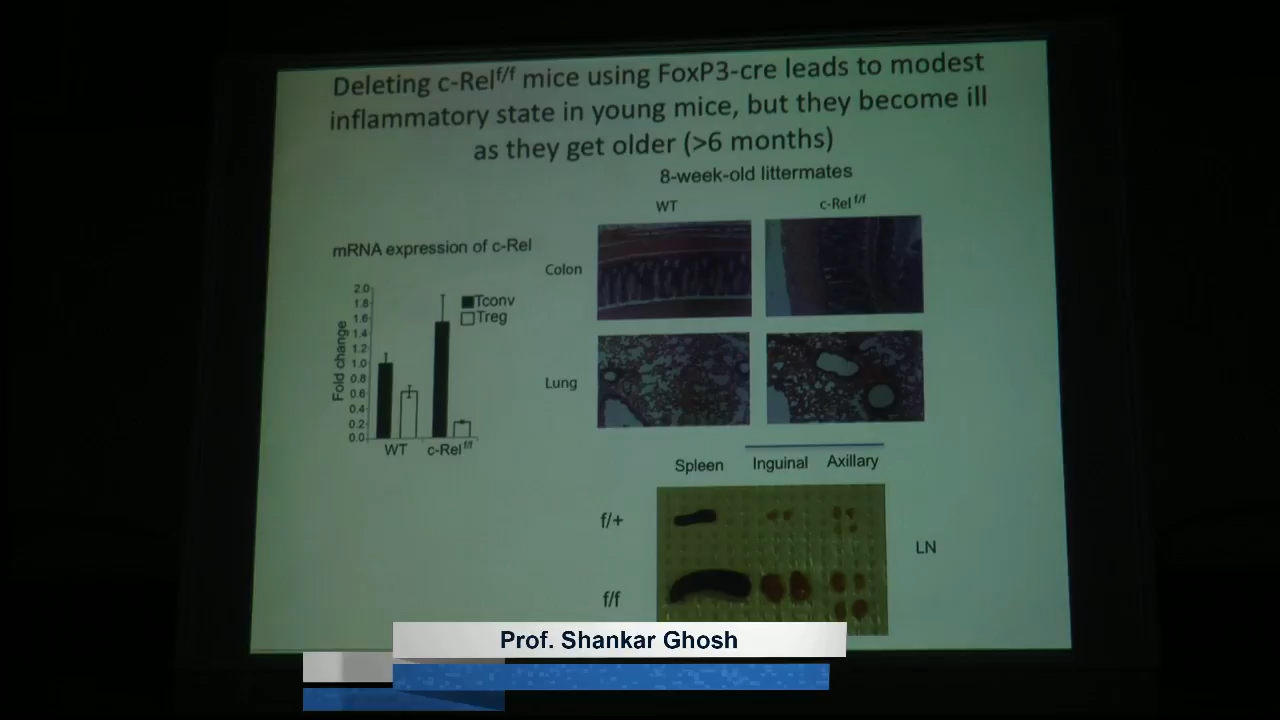 Deleting c-Relf/f mice using FoxP3-cre leads to modest
inflammatory state in young mice, but they become ill
as they get older (>6 months)
8-week-old littermates
WT
c-Rel f/f
mRNA expression of c-Rel
Colon
2.0
1.8
1.6
1.4
1.2
1.0
0.8
0.6
0.4
0.2
0.0
Fold change
Tconv
Treg
WT
c-Relf/f
Lung
Spleen
Inguinal
Axillary
f/+
LN
f/f
Prof. Shankar Ghosh